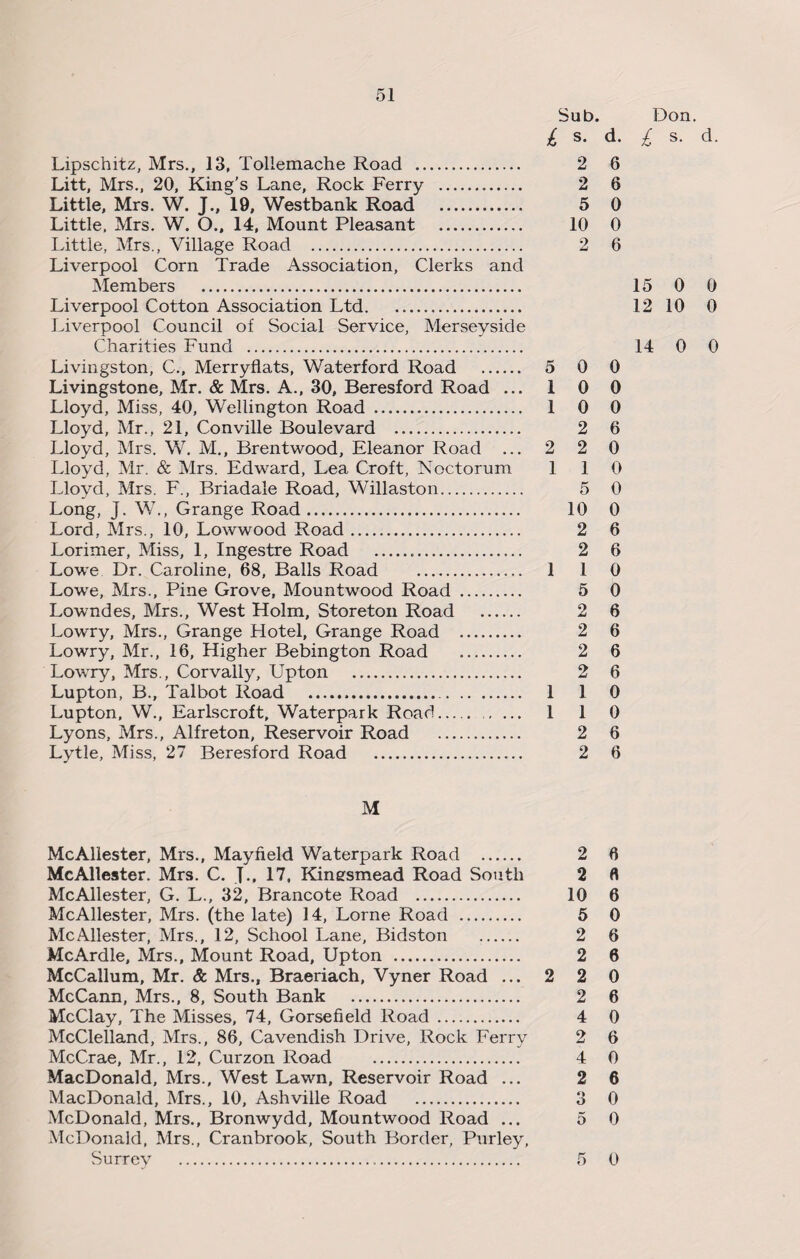 51
Sub. Don.
£ s. d. £ s. d.
Lipschitz, Mrs., 13, Tollemache Road ................ 2 6
Litt, Mrs., 20, King's Lane, Rock Ferry ............ 2 6
Little, Mrs. W. J., 19, Westbank Road ............ 5 0
Little, Mrs. W. O., 14, Mount Pleasant ............ 10 0
Little, Mrs., Village Road ................................ 2 6
Liverpool Corn Trade Association, Clerks and
Members ................................................ 15 0 0
Liverpool Cotton Association Ltd. .................... 12 10 0
Liverpool Council of Social Service, Merseyside
Charities Fund .......................................... 14 0 0
Livingston, C., Merryflats, Waterford Road ...... 5 0 0
Livingstone, Mr. & Mrs. A., 30, Beresford Road ... 1 0 0
Lloyd, Miss, 40, Wellington Road ...................... 1 0 0
Lloyd, Mr., 21, Conville Boulevard .................... 2 6
Lloyd, Mrs. W. M., Brentwood, Eleanor Road ... 2 2 0
Lloyd, Mr. & Mrs. Edward, Lea Croft, Noctorum 1 1 0
Lloyd, Mrs. F., Briadale Road, Willaston............ 5 0
Long, J. W., Grange Road ................................ 10 0
Lord, Mrs., 10, Lowwood Road .......................... 2 6
Lorimer, Miss, 1, Ingestre Road ...................... 2 6
Lowe Dr. Caroline, 68, Balls Road ................ 1 1 0
Lowe, Mrs., Pine Grove, Mountwood Road .......... 5 0
Lowndes, Mrs., West Holm, Storeton Road ...... 2 6
Lowry, Mrs., Grange Hotel, Grange Road .......... 2 6
Lowry, Mr., 16, Higher Bebington Road .......... 2 6
Lowry, Mrs., Corvally, Upton .......................... 2 6
Lupton, B., Talbot Road ................................ 1 1 0
Lupton, W., Earlscroft, Waterpark Road......... 1 1 0
Lyons, Mrs., Alfreton, Reservoir Road ............ 2 6
Lytle, Miss, 27 Beresford Road ...................... 2 6
M
McAllester, Mrs., Mayfield Waterpark Road ...... 2 6
McAllester. Mrs. C. J., 17, Kingsmead Road South 2 6
McAllester, G. L., 32, Brancote Road ................ 10 6
McAllester, Mrs. (the late) 14, Lorne Road .......... 5 0
McAllester, Mrs., 12, School Lane, Bidston ...... 2 6
McArdle, Mrs., Mount Road, Upton .................. 2 6
McCallum, Mr. & Mrs., Braeriach, Vyner Road ... 2 2 0
McCann, Mrs., 8, South Bank .......................... 2 6
McClay, The Misses, 74, Gorsefield Road ............ 4 0
McClelland, Mrs., 86, Cavendish Drive, Rock Ferry 2 6
McCrae, Mr., 12, Curzon Road ...................... 4 0
MacDonald, Mrs., West Lawn, Reservoir Road ... 2 6
MacDonald, Mrs., 10, Ashville Road ................ 3 0
McDonald, Mrs., Bronwydd, Mountwood Road ... 5 0
McDonald, Mrs., Cranbrook, South Border, Purley,
Surrey .................................................... 5 0